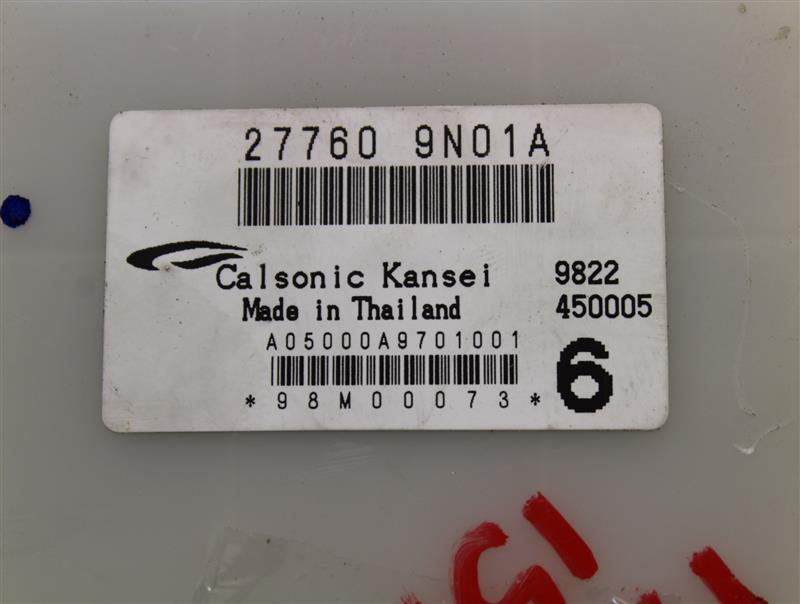 27760 9N01A
Calsonic Kansei 9822
Made in Thailand 450005
A05000A9701001
*98M00073* 6